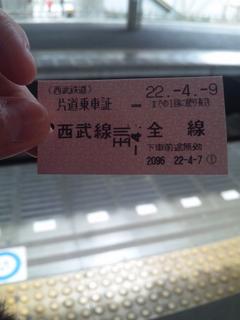 （西武鉄道） 22.-4.-9
片道乗車証
西武線 全線
下車前途無効
2096 22-4-7 ①